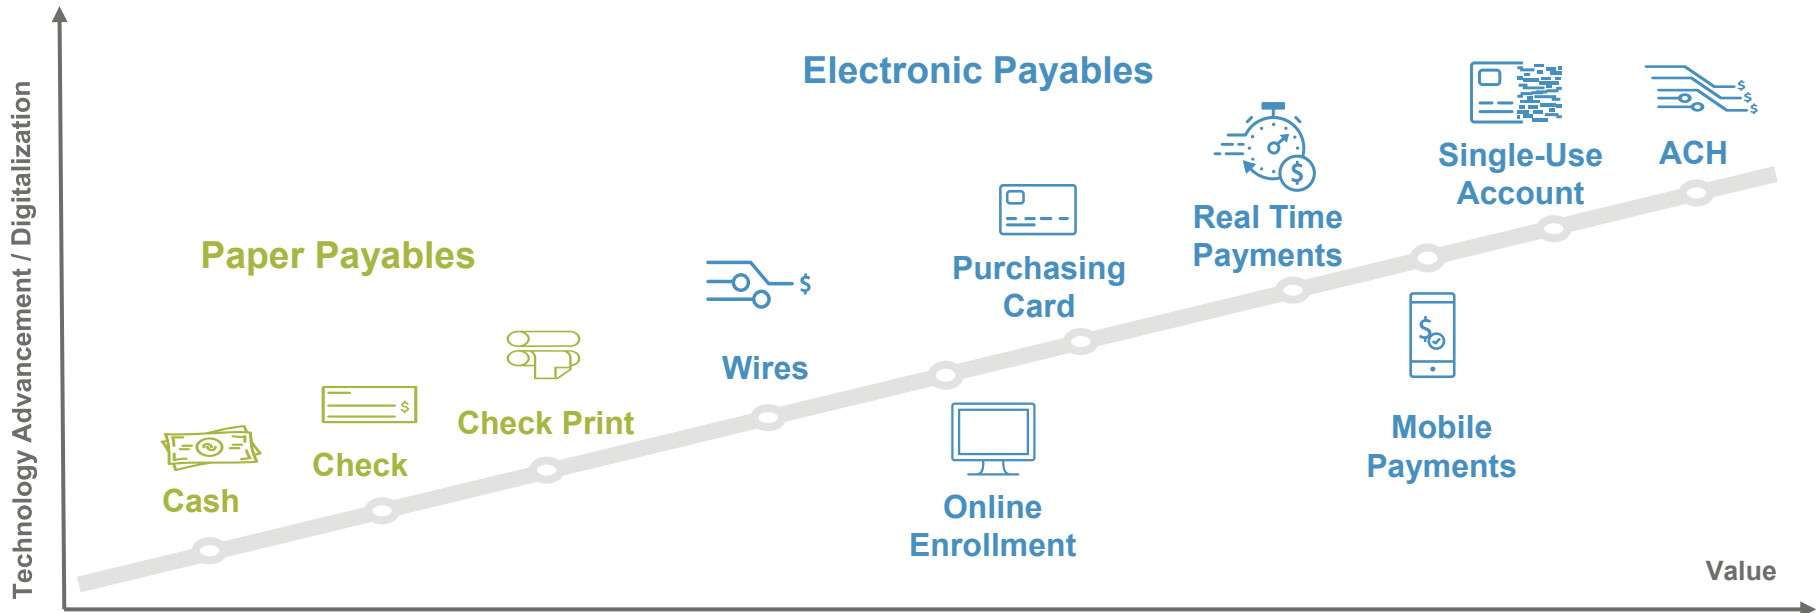 Technology Advancement / Digitalization
Electronic Payables
Paper Payables
Cash
Check
$
Check Print
Wires
$
Online
Enrollment
Purchasing
Card
Real Time
Payments
$
Mobile
Payments
$
Single-Use
Account
ACH
$
$
$
Value